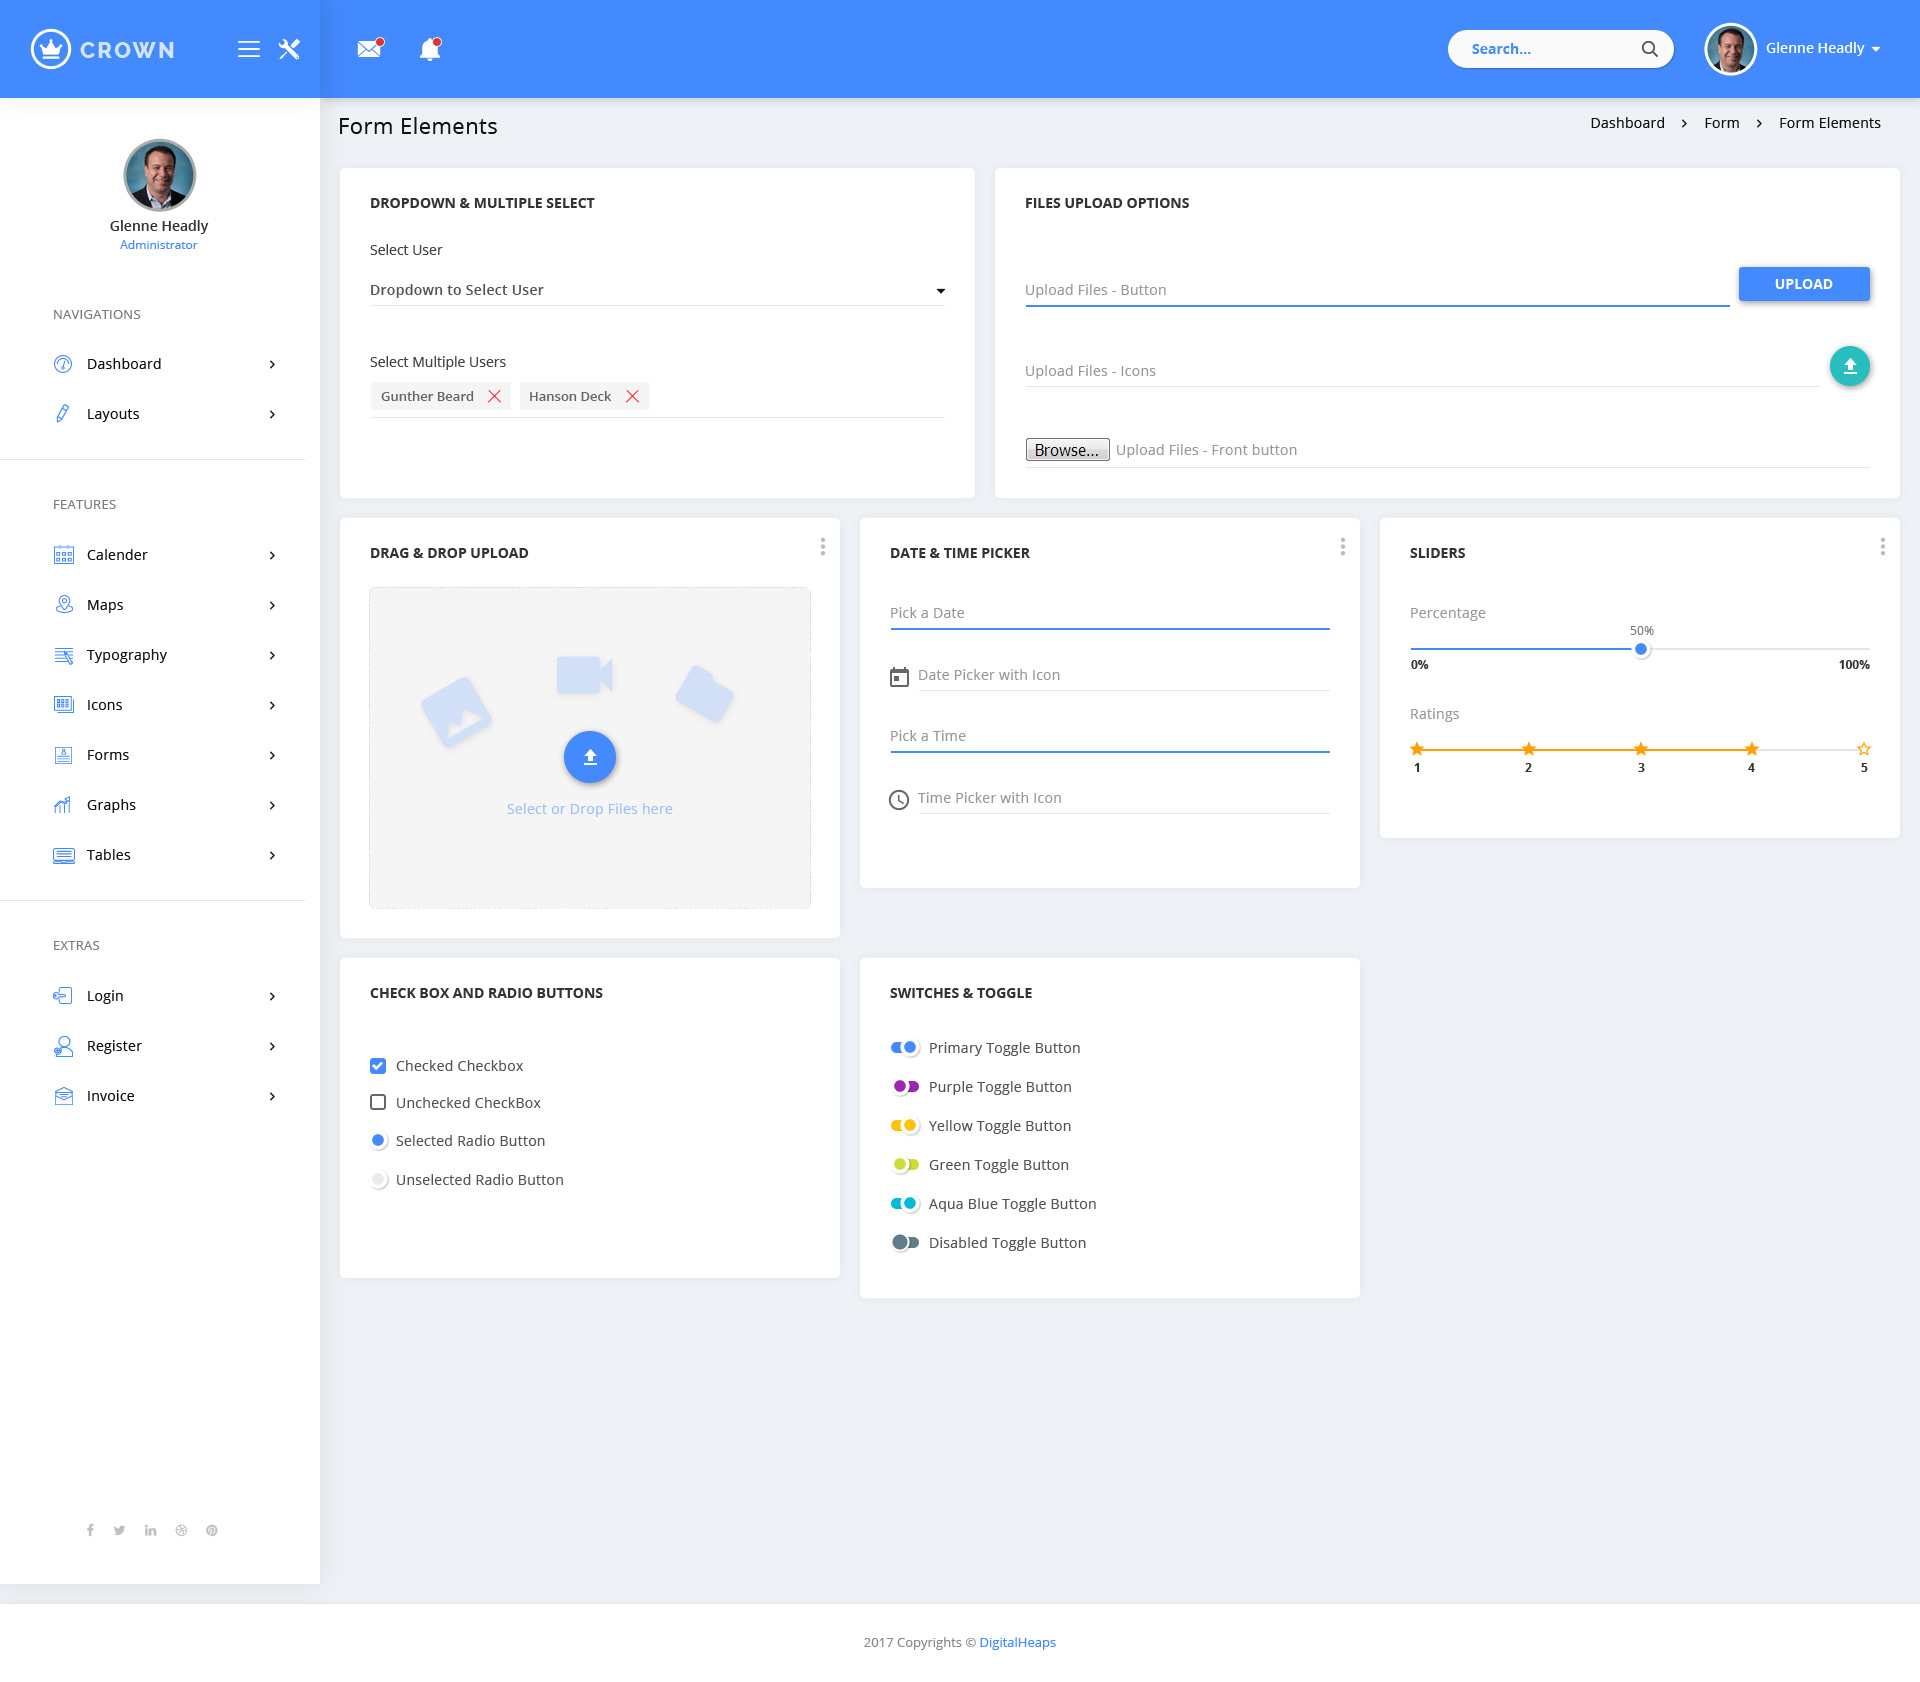 CROWN
Search...
Glenne Headly
Glenne Headly
Administrator
NAVIGATIONS
Dashboard
Layouts
FEATURES
Calender
Maps
Typography
Icons
Forms
Graphs
Tables
EXTRAS
Login
Register
Invoice
Form Elements
Dashboard > Form > Form Elements
DROPDOWN & MULTIPLE SELECT
Select User
Dropdown to Select User
Select Multiple Users
Gunther Beard
Hanson Deck
FILES UPLOAD OPTIONS
Upload Files - Button
UPLOAD
Upload Files - Icons
Browse...
Upload Files - Front button
DRAG & DROP UPLOAD
Select or Drop Files here
DATE & TIME PICKER
Pick a Date
Date Picker with Icon
Pick a Time
Time Picker with Icon
SLIDERS
Percentage
50%
0% 100%
Ratings
1 2 3 4 5
CHECK BOX AND RADIO BUTTONS
Checked Checkbox
Unchecked CheckBox
Selected Radio Button
Unselected Radio Button
SWITCHES & TOGGLE
Primary Toggle Button
Purple Toggle Button
Yellow Toggle Button
Green Toggle Button
Aqua Blue Toggle Button
Disabled Toggle Button
2017 Copyrights © DigitalHeaps